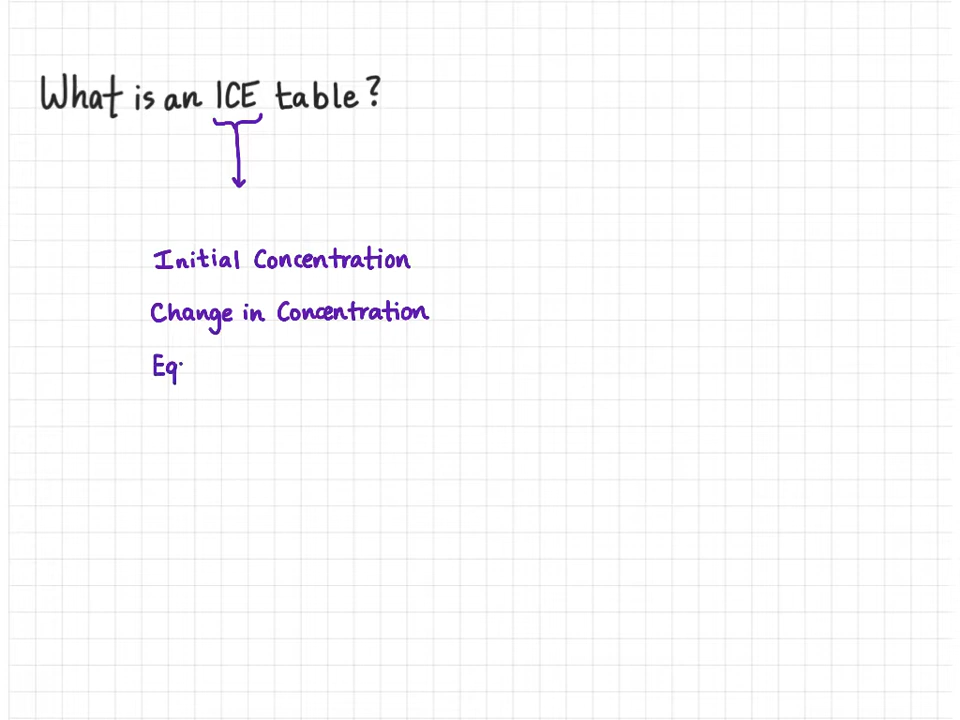 What is an ICE table?
Initial Concentration
Change in Concentration
Eq